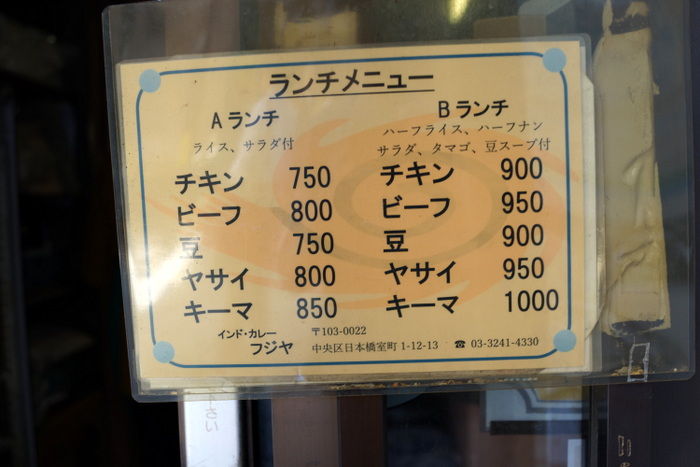 ランチメニュー
Aランチ
ライス、サラダ付
チキン 750
ビーフ 800
豆 750
ヤサイ 800
キーマ 850
Bランチ
ハーフライス、ハーフナン
サラダ、タマゴ、豆スープ付
チキン 900
ビーフ 950
豆 900
ヤサイ 950
キーマ 1000
インド・カレー
フジヤ
〒103-0022
中央区日本橋室町 1-12-13 ☎ 03-3241-4330
さい